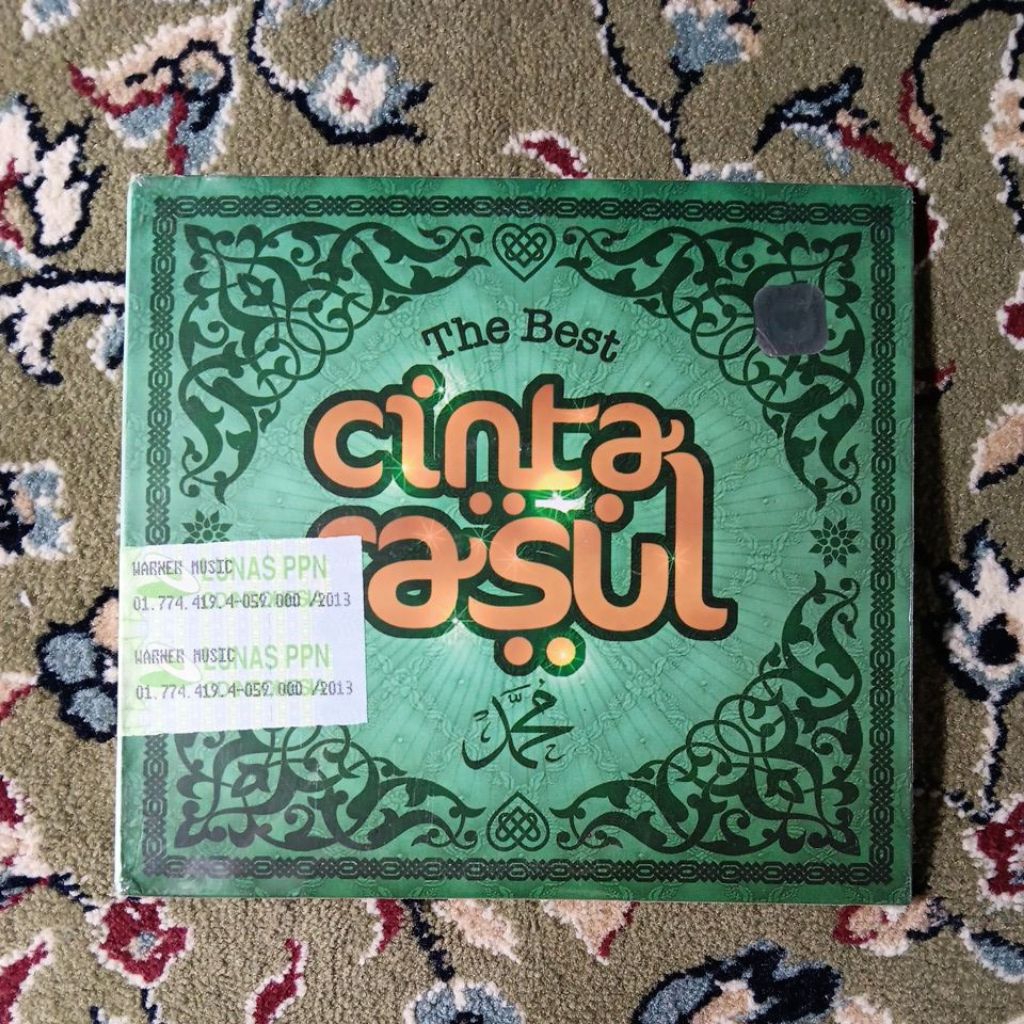 The Best
cinta
rasul
WARNER MUSIC
LUNAS PPN
01.774.419.4-059.000 /2013
WARNER MUSIC
LUNAS PPN
01.774.419.4-059.000 /2013
محمد